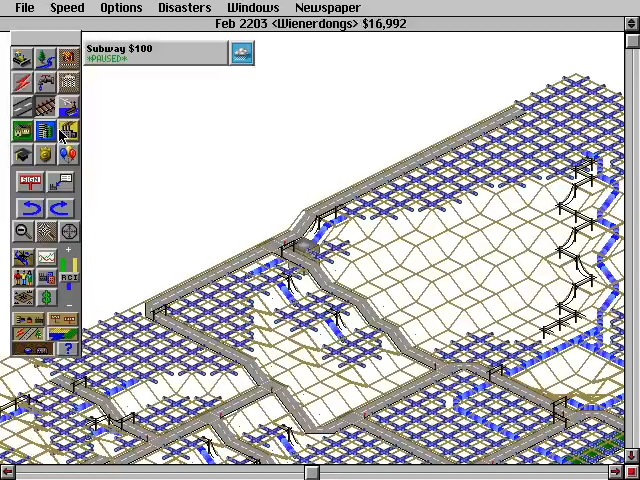 File Speed Options Disasters Windows Newspaper
Feb 2203 <Wienerdongs> $16,992
Subway $100
*PAUSED*
SIGN
RCI
?